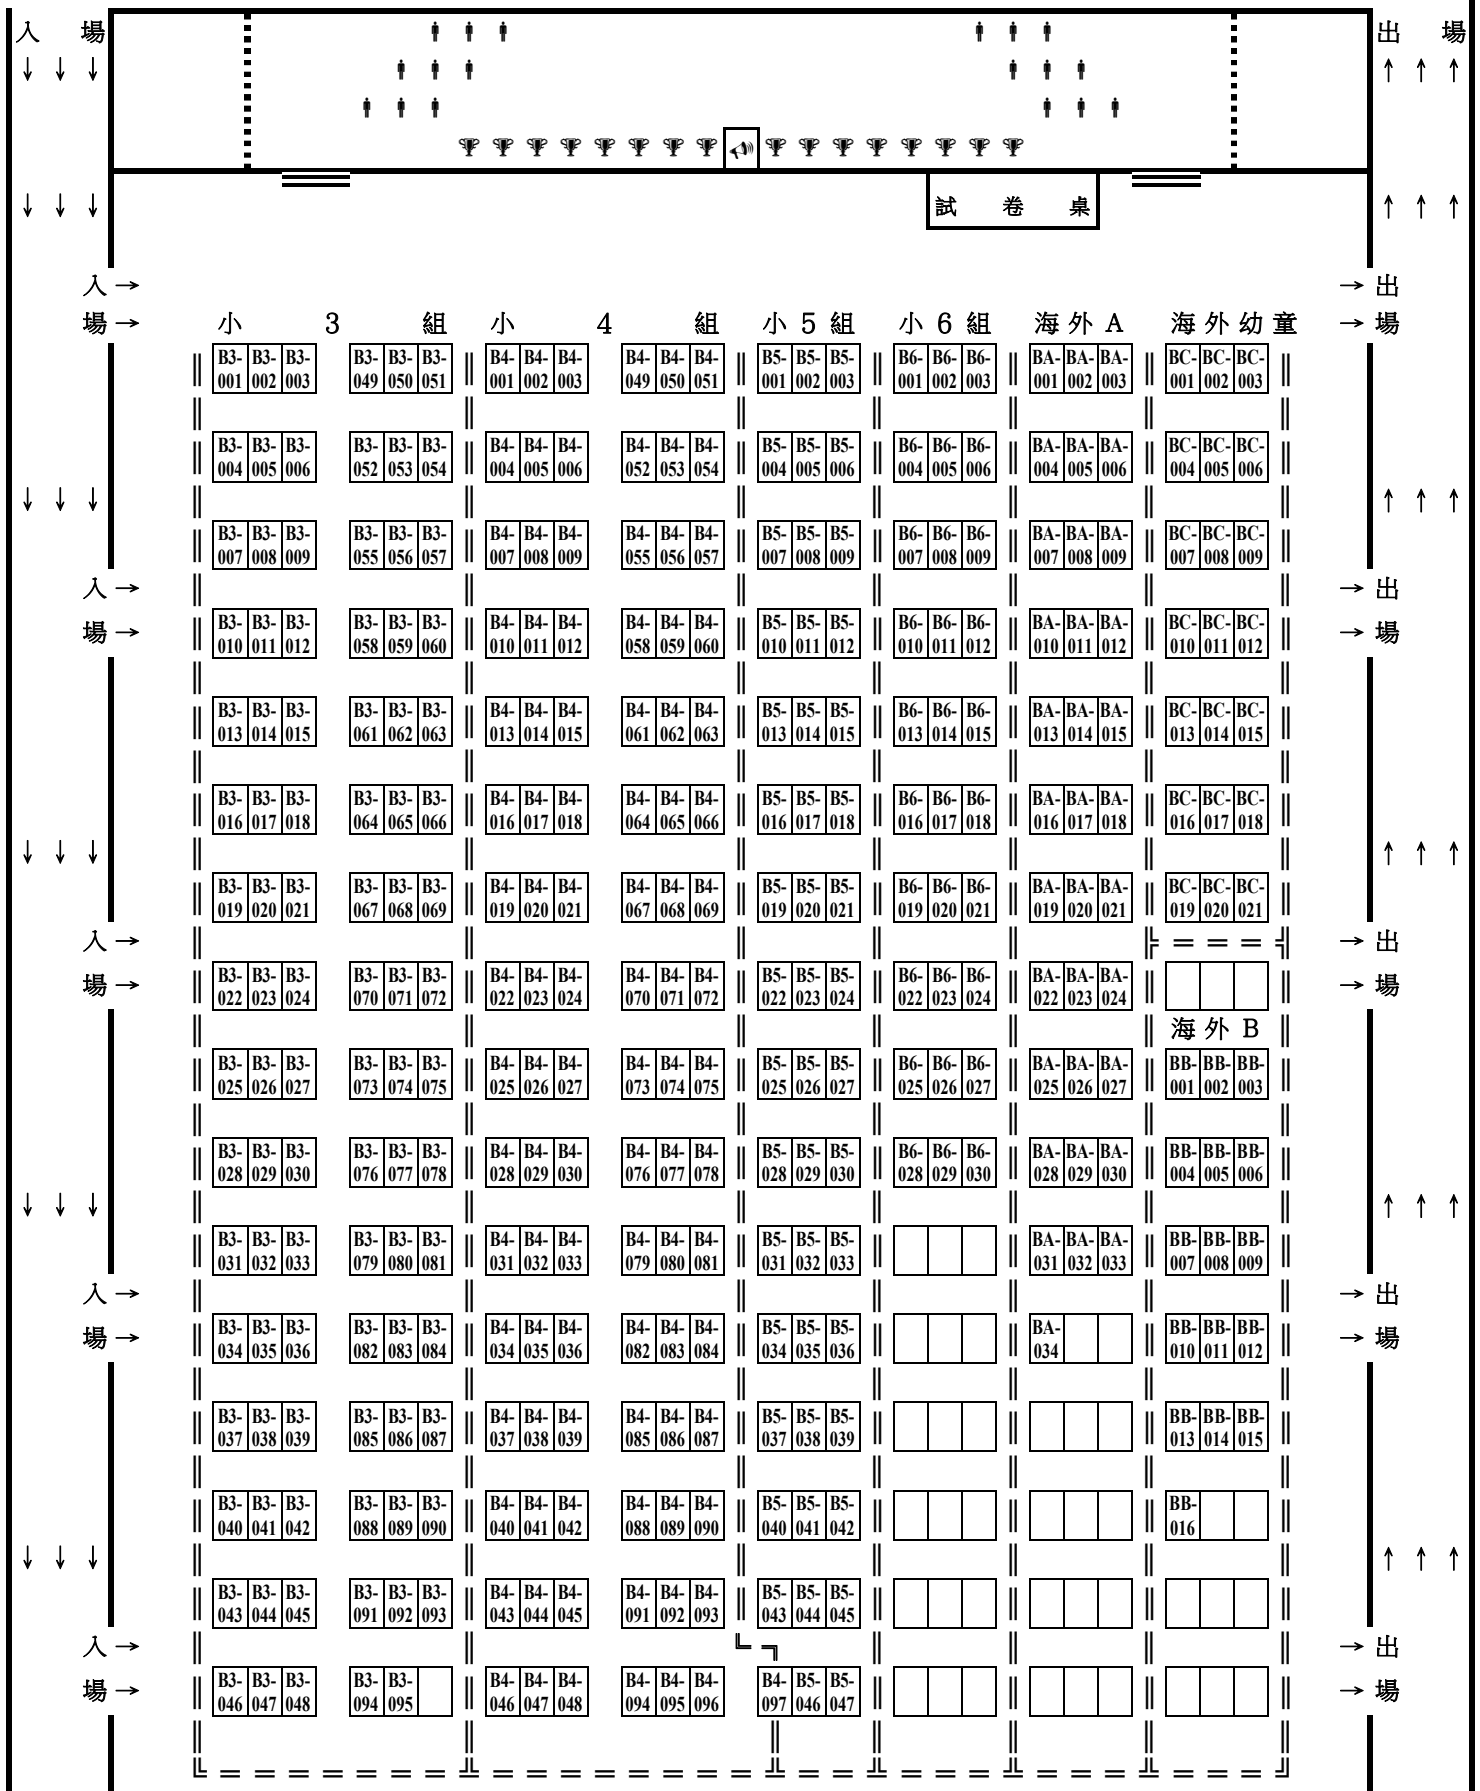 入 場 出 場
↓ ↓ ↓ ↑ ↑ ↑
↓ ↓ ↓ 試 卷 桌 ↑ ↑ ↑
入 → → 出
場 → 小 3 組 小 4 組 小 5 組 小 6 組 海 外 A 海 外 幼 童 → 場
B3-001 B3-002 B3-003 B3-049 B3-050 B3-051 B4-001 B4-002 B4-003 B4-049 B4-050 B4-051 B5-001 B5-002 B5-003 B6-001 B6-002 B6-003 BA-001 BA-002 BA-003 BC-001 BC-002 BC-003
B3-004 B3-005 B3-006 B3-052 B3-053 B3-054 B4-004 B4-005 B4-006 B4-052 B4-053 B4-054 B5-004 B5-005 B5-006 B6-004 B6-005 B6-006 BA-004 BA-005 BA-006 BC-004 BC-005 BC-006
↓ ↓ ↓ ↑ ↑ ↑
B3-007 B3-008 B3-009 B3-055 B3-056 B3-057 B4-007 B4-008 B4-009 B4-055 B4-056 B4-057 B5-007 B5-008 B5-009 B6-007 B6-008 B6-009 BA-007 BA-008 BA-009 BC-007 BC-008 BC-009
入 → → 出
場 → B3-010 B3-011 B3-012 B3-058 B3-059 B3-060 B4-010 B4-011 B4-012 B4-058 B4-059 B4-060 B5-010 B5-011 B5-012 B6-010 B6-011 B6-012 BA-010 BA-011 BA-012 BC-010 BC-011 BC-012 → 場
B3-013 B3-014 B3-015 B3-061 B3-062 B3-063 B4-013 B4-014 B4-015 B4-061 B4-062 B4-063 B5-013 B5-014 B5-015 B6-013 B6-014 B6-015 BA-013 BA-014 BA-015 BC-013 BC-014 BC-015
B3-016 B3-017 B3-018 B3-064 B3-065 B3-066 B4-016 B4-017 B4-018 B4-064 B4-065 B4-066 B5-016 B5-017 B5-018 B6-016 B6-017 B6-018 BA-016 BA-017 BA-018 BC-016 BC-017 BC-018
↓ ↓ ↓ ↑ ↑ ↑
B3-019 B3-020 B3-021 B3-067 B3-068 B3-069 B4-019 B4-020 B4-021 B4-067 B4-068 B4-069 B5-019 B5-020 B5-021 B6-019 B6-020 B6-021 BA-019 BA-020 BA-021 BC-019 BC-020 BC-021
入 → → 出
場 → B3-022 B3-023 B3-024 B3-070 B3-071 B3-072 B4-022 B4-023 B4-024 B4-070 B4-071 B4-072 B5-022 B5-023 B5-024 B6-022 B6-023 B6-024 BA-022 BA-023 BA-024 → 場
海 外 B
B3-025 B3-026 B3-027 B3-073 B3-074 B3-075 B4-025 B4-026 B4-027 B4-073 B4-074 B4-075 B5-025 B5-026 B5-027 B6-025 B6-026 B6-027 BA-025 BA-026 BA-027 BB-001 BB-002 BB-003
B3-028 B3-029 B3-030 B3-076 B3-077 B3-078 B4-028 B4-029 B4-030 B4-076 B4-077 B4-078 B5-028 B5-029 B5-030 B6-028 B6-029 B6-030 BA-028 BA-029 BA-030 BB-004 BB-005 BB-006
↓ ↓ ↓ ↑ ↑ ↑
B3-031 B3-032 B3-033 B3-079 B3-080 B3-081 B4-031 B4-032 B4-033 B4-079 B4-080 B4-081 B5-031 B5-032 B5-033 BA-031 BA-032 BA-033 BB-007 BB-008 BB-009
入 → → 出
場 → B3-034 B3-035 B3-036 B3-082 B3-083 B3-084 B4-034 B4-035 B4-036 B4-082 B4-083 B4-084 B5-034 B5-035 B5-036 BA-034 BB-010 BB-011 BB-012 → 場
B3-037 B3-038 B3-039 B3-085 B3-086 B3-087 B4-037 B4-038 B4-039 B4-085 B4-086 B4-087 B5-037 B5-038 B5-039 BB-013 BB-014 BB-015
B3-040 B3-041 B3-042 B3-088 B3-089 B3-090 B4-040 B4-041 B4-042 B4-088 B4-089 B4-090 B5-040 B5-041 B5-042 BB-016
↓ ↓ ↓ ↑ ↑ ↑
B3-043 B3-044 B3-045 B3-091 B3-092 B3-093 B4-043 B4-044 B4-045 B4-091 B4-092 B4-093 B5-043 B5-044 B5-045
入 → → 出
場 → B3-046 B3-047 B3-048 B3-094 B3-095 B4-046 B4-047 B4-048 B4-094 B4-095 B4-096 B4-097 B5-046 B5-047 → 場